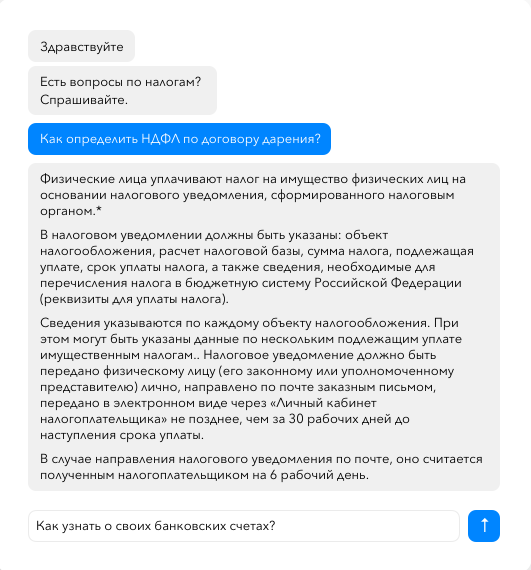 Здравствуйте
Есть вопросы по налогам?
Спрашивайте.
Как определить НДФЛ по договору дарения?
Физические лица уплачивают налог на имущество физических лиц на
основании налогового уведомления, сформированного налоговым
органом.*
В налоговом уведомлении должны быть указаны: объект
налогообложения, расчет налоговой базы, сумма налога, подлежащая
уплате, срок уплаты налога, а также сведения, необходимые для
перечисления налога в бюджетную систему Российской Федерации
(реквизиты для уплаты налога).
Сведения указываются по каждому объекту налогообложения. При
этом могут быть указаны данные по нескольким подлежащим уплате
имущественным налогам.. Налоговое уведомление должно быть
передано физическому лицу (его законному или уполномоченному
представителю) лично, направлено по почте заказным письмом,
передано в электронном виде через «Личный кабинет
налогоплательщика» не позднее, чем за 30 рабочих дней до
наступления срока уплаты.
В случае направления налогового уведомления по почте, оно считается
полученным налогоплательщиком на 6 рабочий день.
Как узнать о своих банковских счетах?